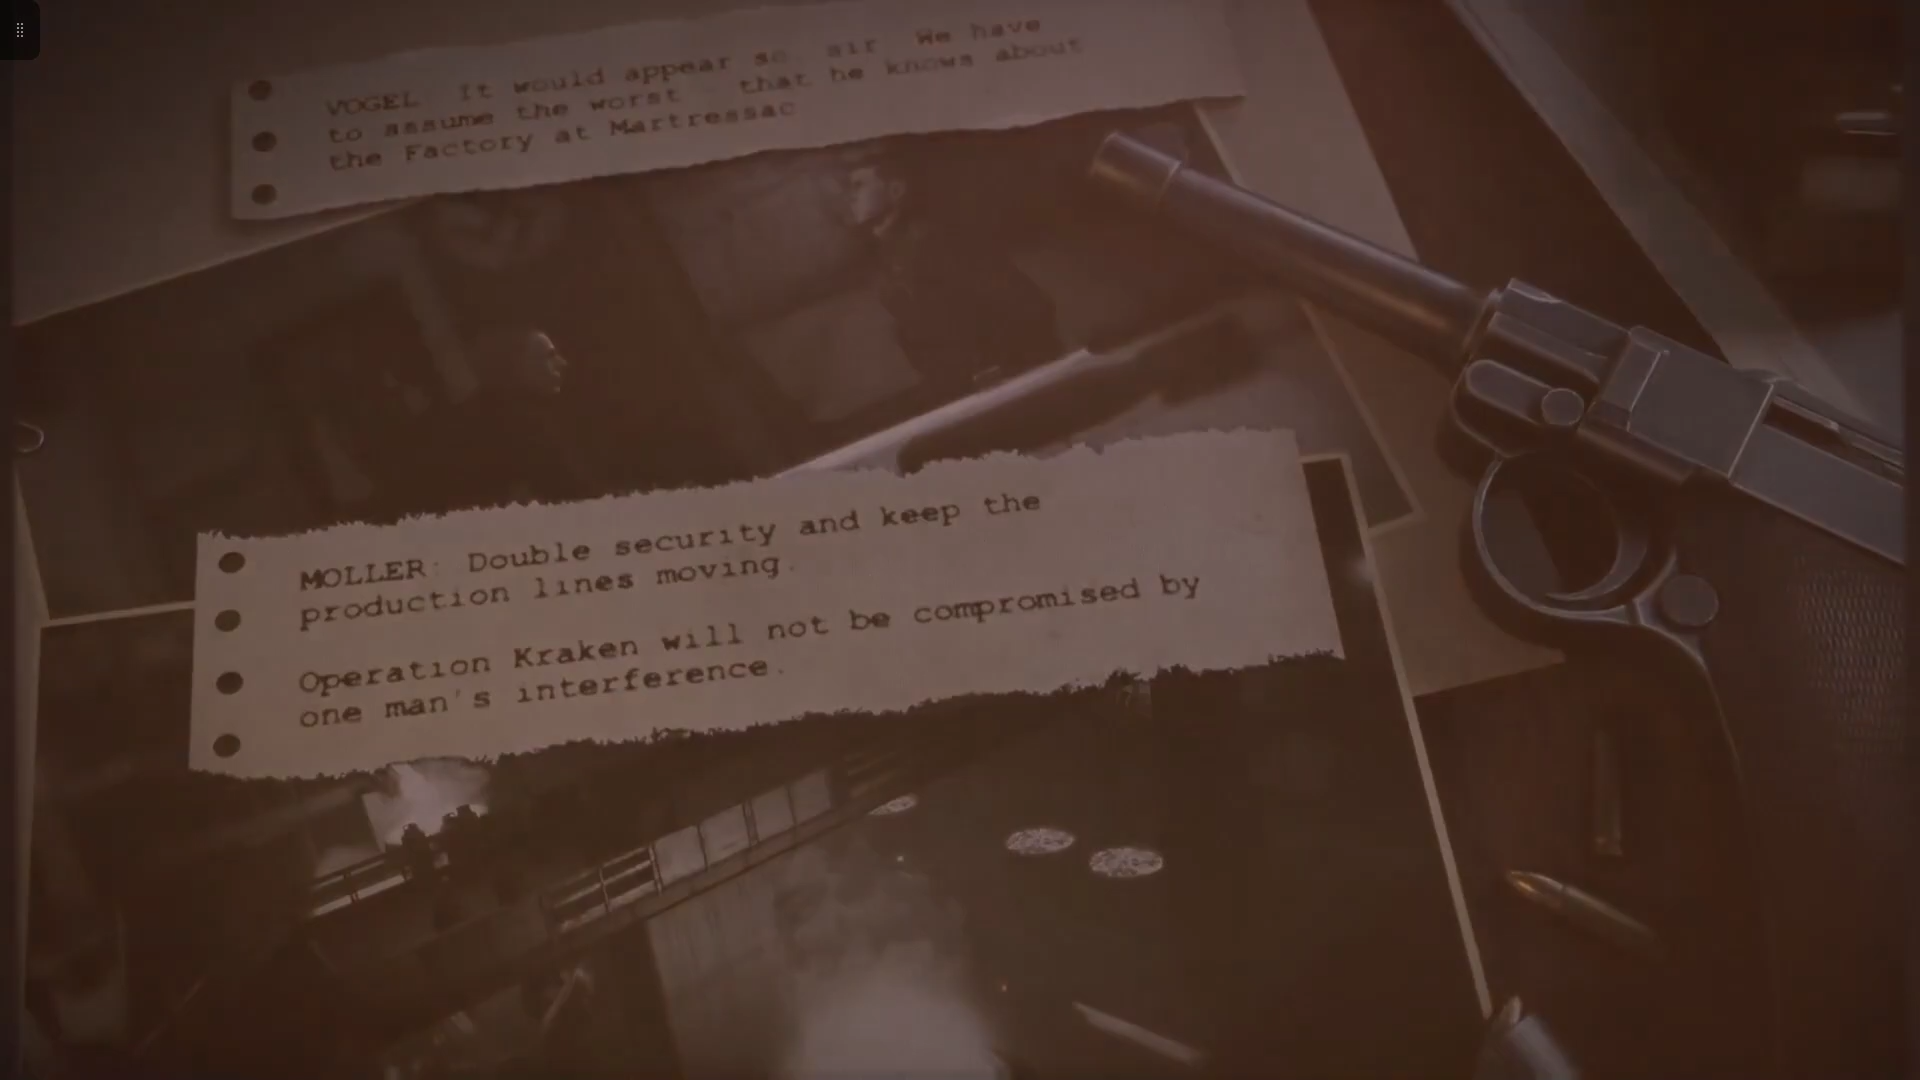 VOGEL It would appear so sir We have
to assume the worst that he knows about
the Factory at Martressac
MOLLER: Double security and keep the
production lines moving.
Operation Kraken will not be compromised by
one man's interference.